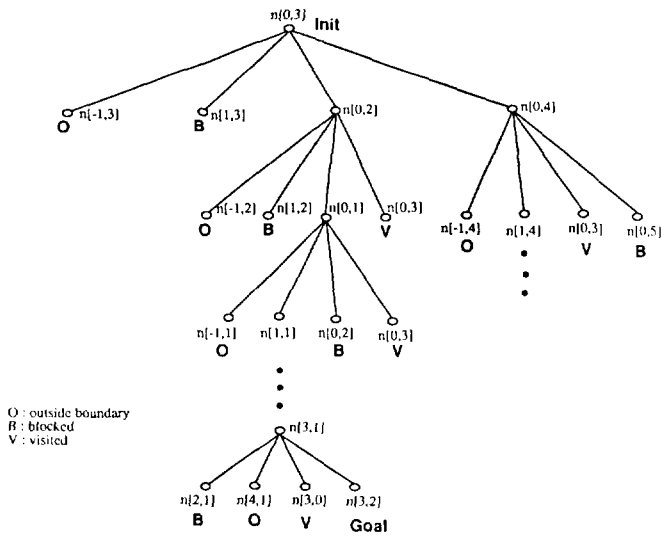 n[0,3] Init
n[-1,3] n[1,3] n[0,2] n[0,4]
O B
n[-1,2] n[1,2] n[0,1] n[0,3] n[-1,4] n[1,4] n[0,3] n[0,5]
O B V O V B
n[-1,1] n[1,1] n[0,2] n[0,3]
O B V
O : outside boundary
B : blocked
V : visited
n[3,1]
n[2,1] n[4,1] n[3,0] n[3,2]
B O V Goal